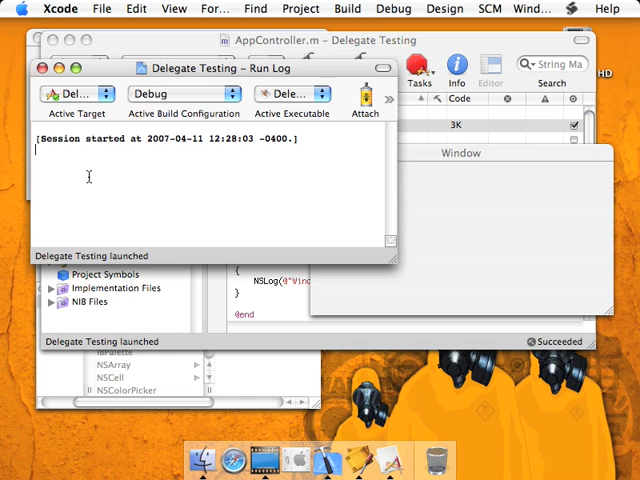 Xcode File Edit View For... Find Project Build Debug Design SCM Wind... Help
AppController.m – Delegate Testing
HD
Delegate Testing – Run Log
Tasks Info Editor Search
String Ma
Del... Debug Dele...
Active Target Active Build Configuration Active Executable Attach
Code
3K
[Session started at 2007-04-11 12:28:03 -0400.]
Window
Delegate Testing launched
Project Symbols
Implementation Files
NIB Files
{
NSLog(@"Wind
}
@end
Delegate Testing launched
Succeeded
IBPalette
NSArray
NSCell
NSColorPicker